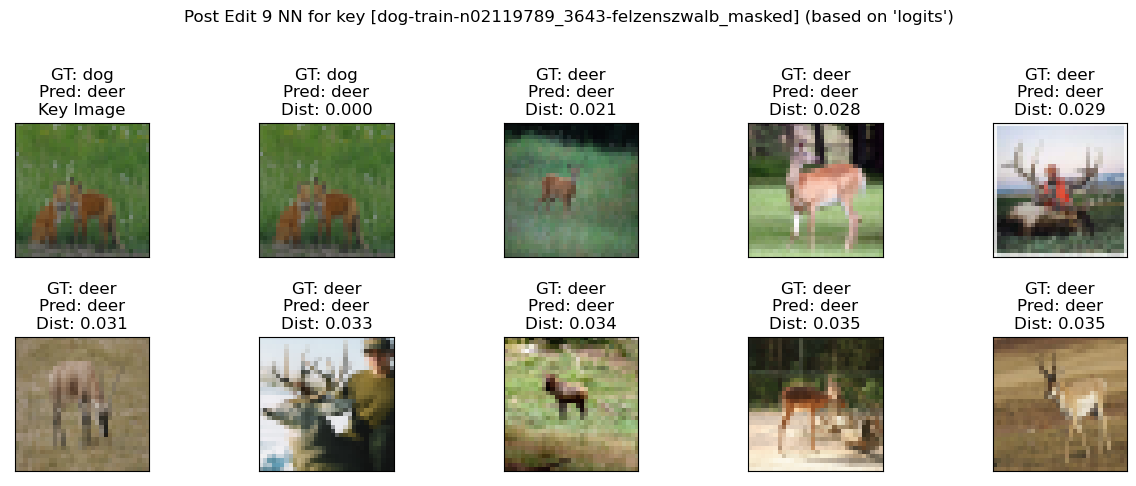 Post Edit 9 NN for key [dog-train-n02119789_3643-felzenszwalb_masked] (based on 'logits')
GT: dog
Pred: deer
Key Image
GT: dog
Pred: deer
Dist: 0.000
GT: deer
Pred: deer
Dist: 0.021
GT: deer
Pred: deer
Dist: 0.028
GT: deer
Pred: deer
Dist: 0.029
GT: deer
Pred: deer
Dist: 0.031
GT: deer
Pred: deer
Dist: 0.033
GT: deer
Pred: deer
Dist: 0.034
GT: deer
Pred: deer
Dist: 0.035
GT: deer
Pred: deer
Dist: 0.035